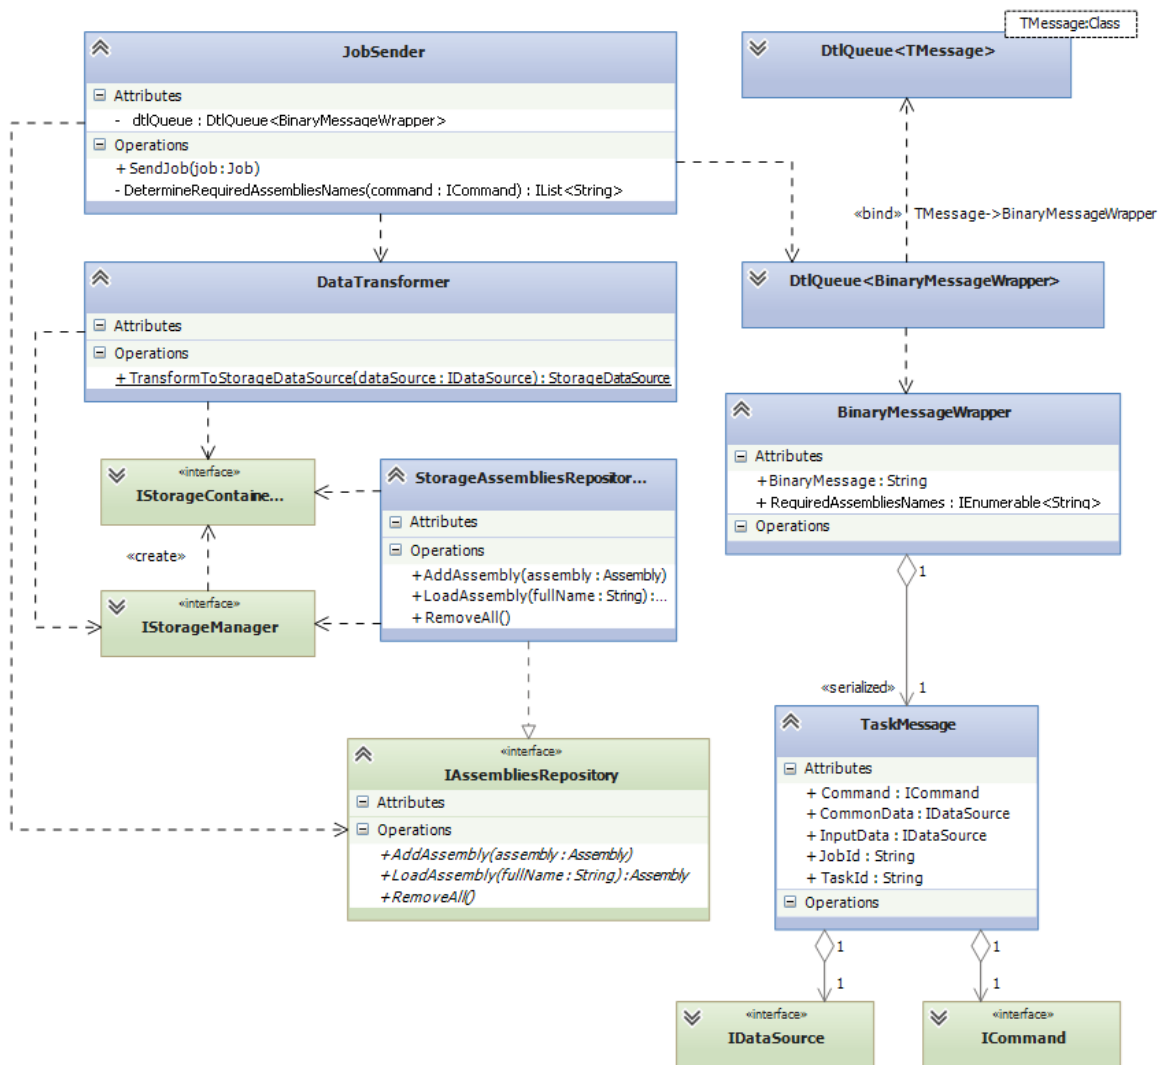 JobSender
Attributes
- dtlQueue : DtlQueue<BinaryMessageWrapper>
Operations
+ SendJob(job : Job)
- DetermineRequiredAssembliesNames(command : ICommand) : IList<String>
TMessage:Class
DtlQueue<TMessage>
«bind» TMessage->BinaryMessageWrapper
DtlQueue<BinaryMessageWrapper>
DataTransformer
Attributes
Operations
+ TransformToStorageDataSource(dataSource : IDataSource) : StorageDataSource
BinaryMessageWrapper
Attributes
+ BinaryMessage : String
+ RequiredAssembliesNames : IEnumerable<String>
Operations
1
«serialized» 1
«interface»
IStorageContaine...
«create»
«interface»
IStorageManager
StorageAssembliesRepositor...
Attributes
Operations
+ AddAssembly(assembly : Assembly)
+ LoadAssembly(fullName : String) :...
+ RemoveAll()
«interface»
IAssembliesRepository
Attributes
Operations
+ AddAssembly(assembly : Assembly)
+ LoadAssembly(fullName : String) : Assembly
+ RemoveAll()
TaskMessage
Attributes
+ Command : ICommand
+ CommonData : IDataSource
+ InputData : IDataSource
+ JobId : String
+ TaskId : String
Operations
1
1
1
1
«interface»
IDataSource
«interface»
ICommand